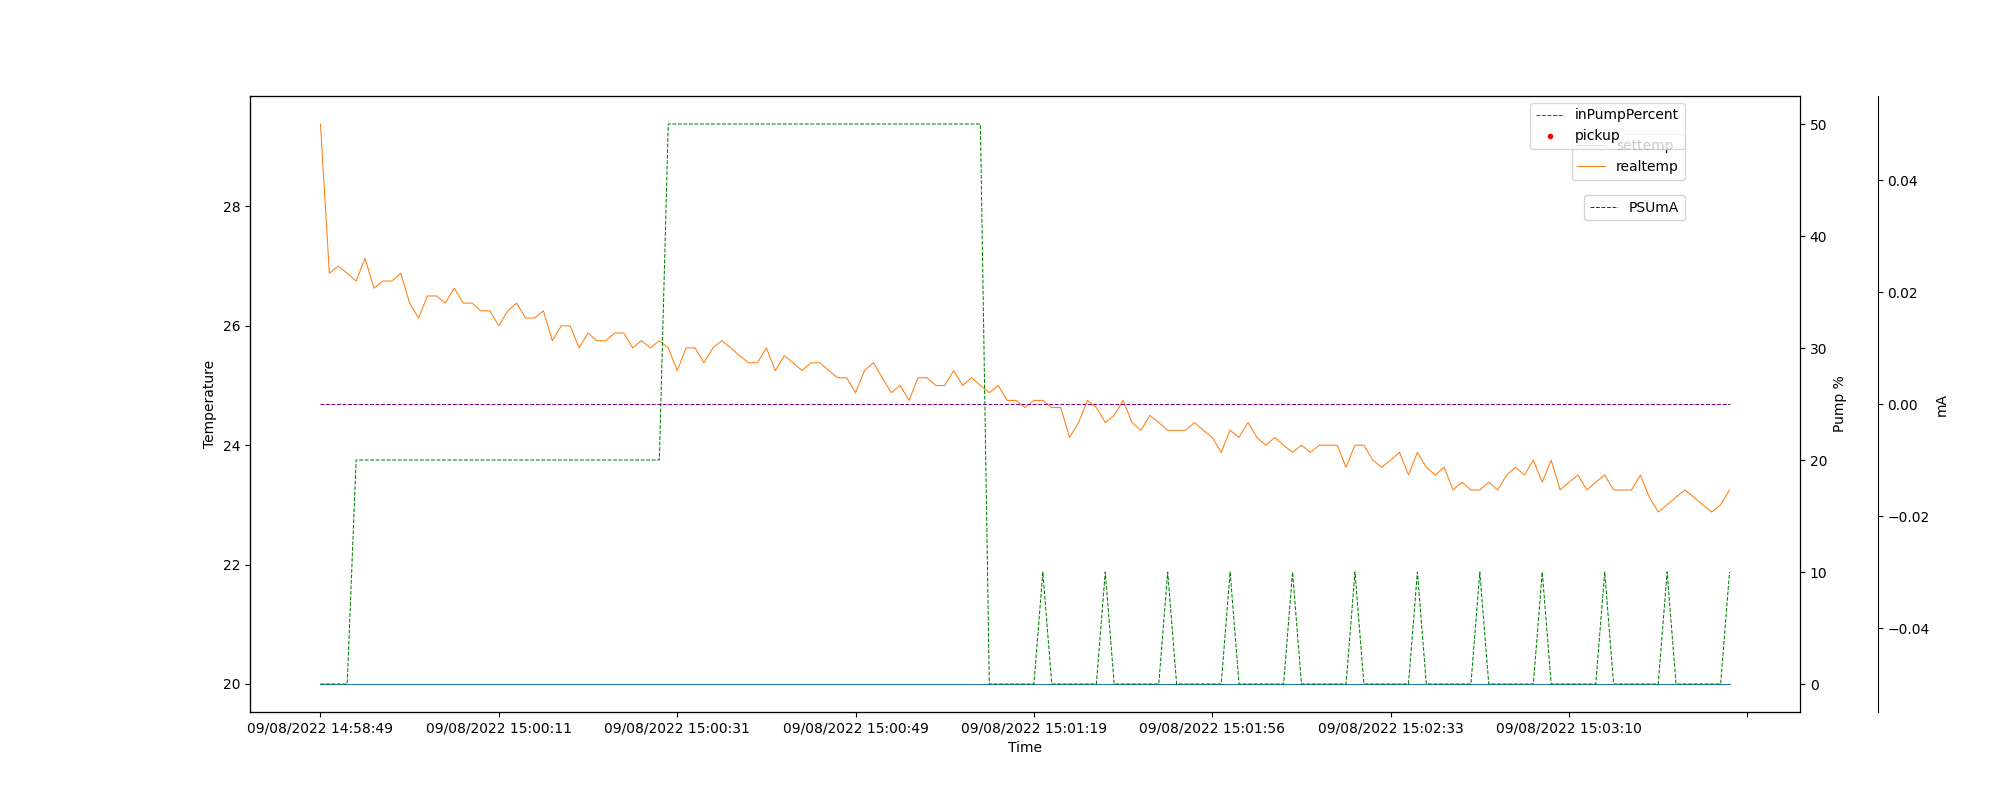 inPumpPercent
pickup
settemp
realtemp
PSUmA
28
26
24
22
20
Temperature
50
40
30
20
10
0
Pump %
0.04
0.02
0.00
−0.02
−0.04
mA
09/08/2022 14:58:49
09/08/2022 15:00:11
09/08/2022 15:00:31
09/08/2022 15:00:49
09/08/2022 15:01:19
09/08/2022 15:01:56
09/08/2022 15:02:33
09/08/2022 15:03:10
Time